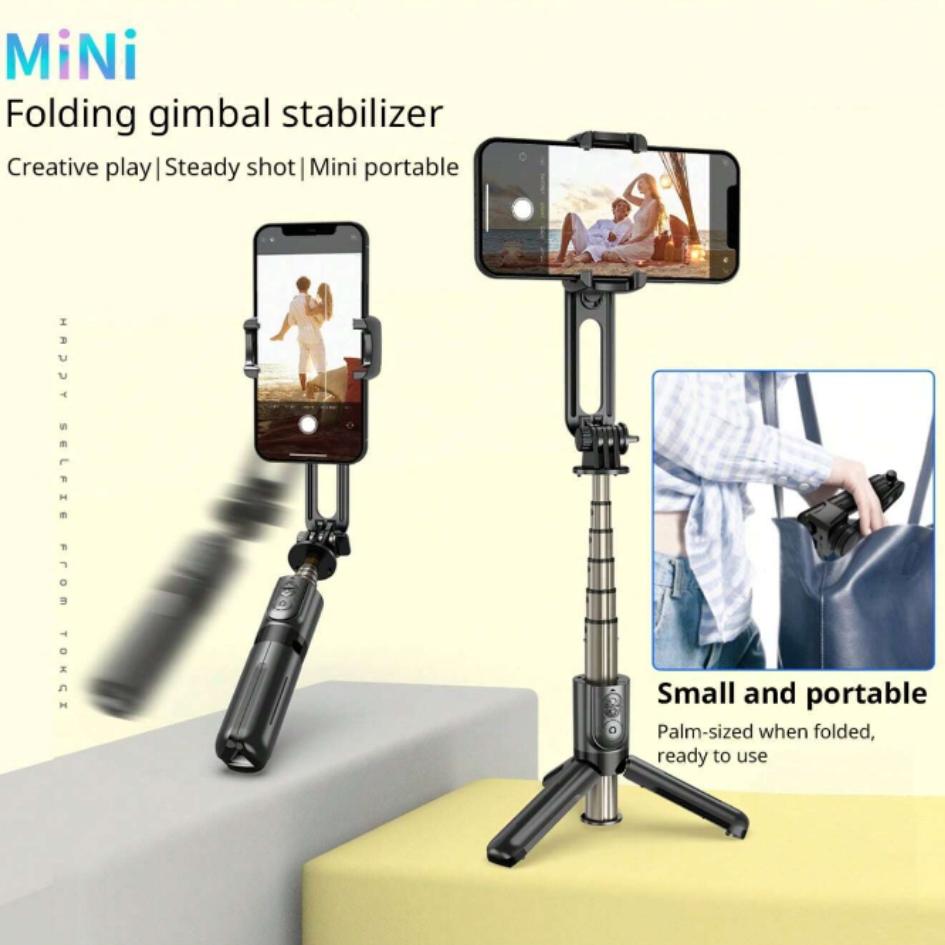 MiNi
Folding gimbal stabilizer
Creative play|Steady shot|Mini portable
HAPPY SELFIE FROM TONGI
Small and portable
Palm-sized when folded,
ready to use